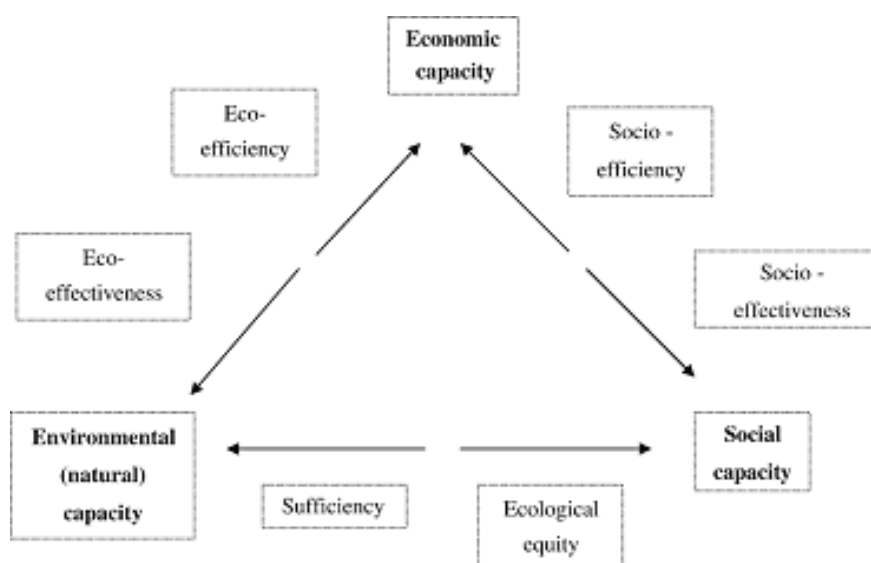 Economic
capacity
Eco-
efficiency
Socio -
efficiency
Eco-
effectiveness
Socio -
effectiveness
Environmental
(natural)
capacity
Social
capacity
Sufficiency
Ecological
equity